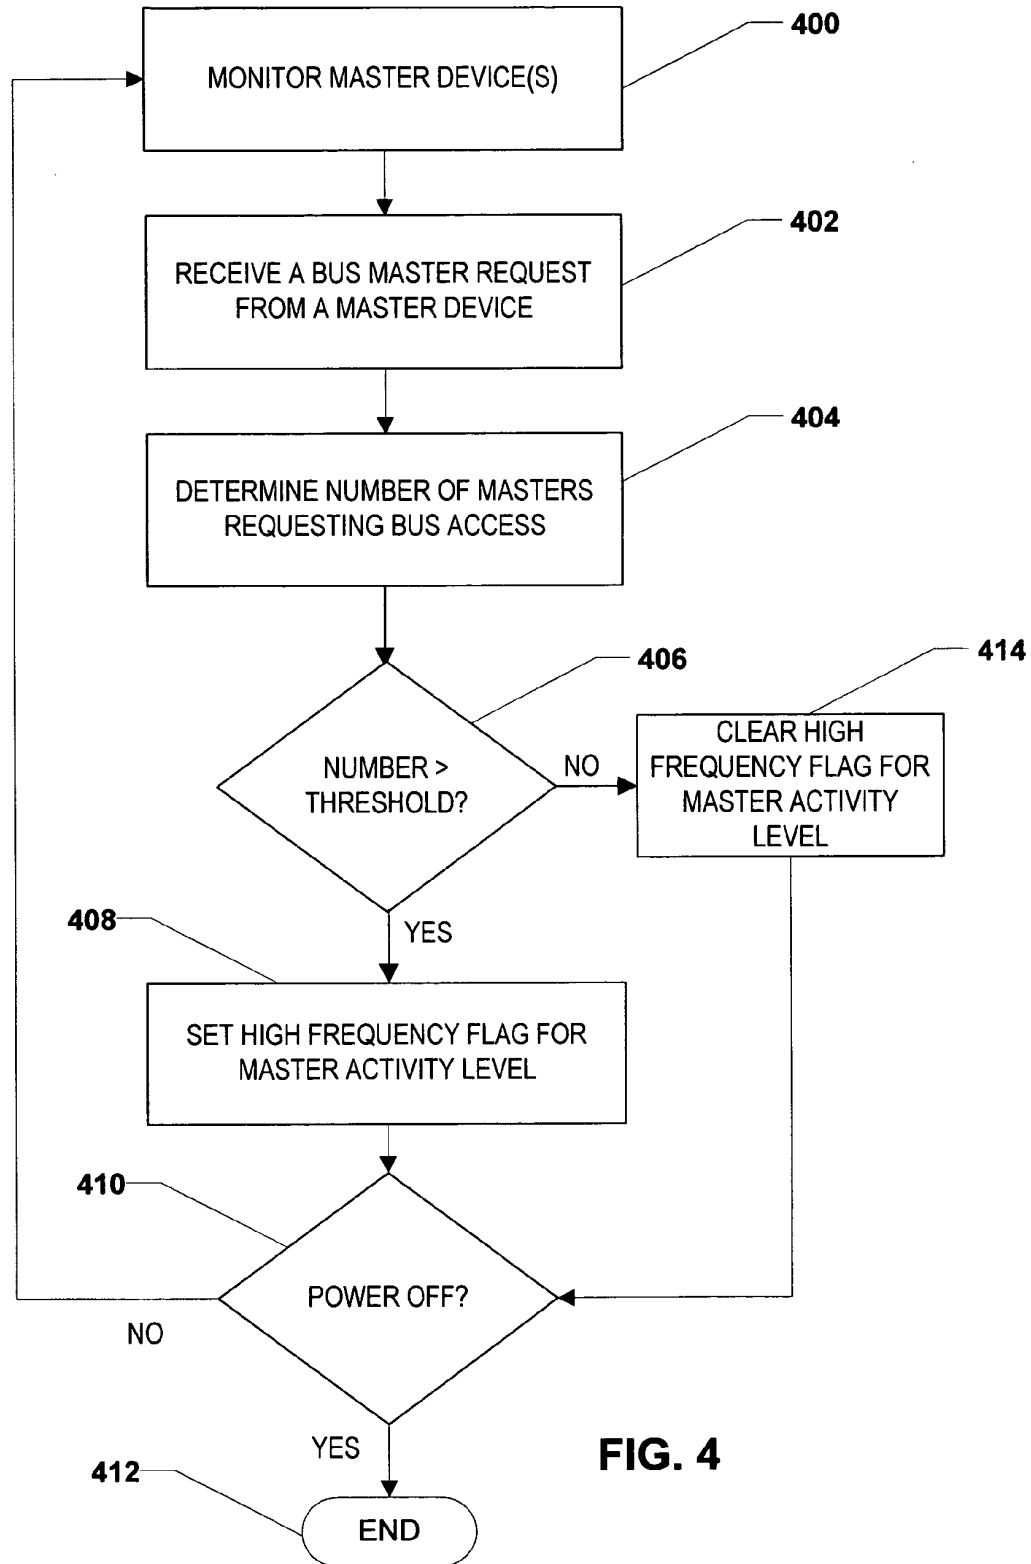 400
MONITOR MASTER DEVICE(S)
402
RECEIVE A BUS MASTER REQUEST
FROM A MASTER DEVICE
404
DETERMINE NUMBER OF MASTERS
REQUESTING BUS ACCESS
406
NUMBER >
THRESHOLD?
NO
414
CLEAR HIGH
FREQUENCY FLAG FOR
MASTER ACTIVITY
LEVEL
YES
408
SET HIGH FREQUENCY FLAG FOR
MASTER ACTIVITY LEVEL
410
POWER OFF?
NO
YES
412
END
FIG. 4